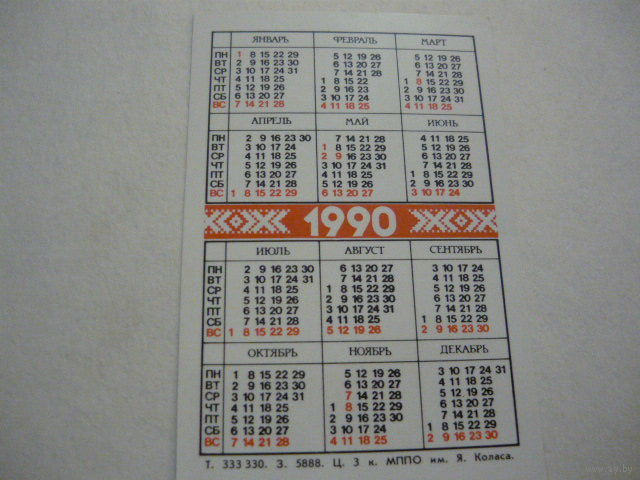 ЯНВАРЬ ФЕВРАЛЬ МАРТ
ПН 1 8 15 22 29 5 12 19 26 5 12 19 26
ВТ 2 9 16 23 30 6 13 20 27 6 13 20 27
СР 3 10 17 24 31 7 14 21 28 7 14 21 28
ЧТ 4 11 18 25 1 8 15 22 1 8 15 22 29
ПТ 5 12 19 26 2 9 16 23 2 9 16 23 30
СБ 6 13 20 27 3 10 17 24 3 10 17 24 31
ВС 7 14 21 28 4 11 18 25 4 11 18 25
АПРЕЛЬ МАЙ ИЮНЬ
ПН 2 9 16 23 30 7 14 21 28 4 11 18 25
ВТ 3 10 17 24 1 8 15 22 29 5 12 19 26
СР 4 11 18 25 2 9 16 23 30 6 13 20 27
ЧТ 5 12 19 26 3 10 17 24 31 7 14 21 28
ПТ 6 13 20 27 4 11 18 25 1 8 15 22 29
СБ 7 14 21 28 5 12 19 26 2 9 16 23 30
ВС 1 8 15 22 29 6 13 20 27 3 10 17 24
1990
ИЮЛЬ АВГУСТ СЕНТЯБРЬ
ПН 2 9 16 23 30 6 13 20 27 3 10 17 24
ВТ 3 10 17 24 31 7 14 21 28 4 11 18 25
СР 4 11 18 25 1 8 15 22 29 5 12 19 26
ЧТ 5 12 19 26 2 9 16 23 30 6 13 20 27
ПТ 6 13 20 27 3 10 17 24 31 7 14 21 28
СБ 7 14 21 28 4 11 18 25 1 8 15 22 29
ВС 1 8 15 22 29 5 12 19 26 2 9 16 23 30
ОКТЯБРЬ НОЯБРЬ ДЕКАБРЬ
ПН 1 8 15 22 29 5 12 19 26 3 10 17 24 31
ВТ 2 9 16 23 30 6 13 20 27 4 11 18 25
СР 3 10 17 24 31 7 14 21 28 5 12 19 26
ЧТ 4 11 18 25 1 8 15 22 29 6 13 20 27
ПТ 5 12 19 26 2 9 16 23 30 7 14 21 28
СБ 6 13 20 27 3 10 17 24 1 8 15 22 29
ВС 7 14 21 28 4 11 18 25 2 9 16 23 30
Т. 333 330. З. 5888. Ц. 3 к. МППО им. Я. Коласа.